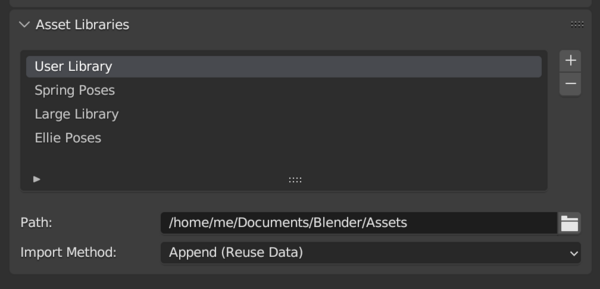 Asset Libraries
User Library
Spring Poses
Large Library
Ellie Poses
Path: /home/me/Documents/Blender/Assets
Import Method: Append (Reuse Data)